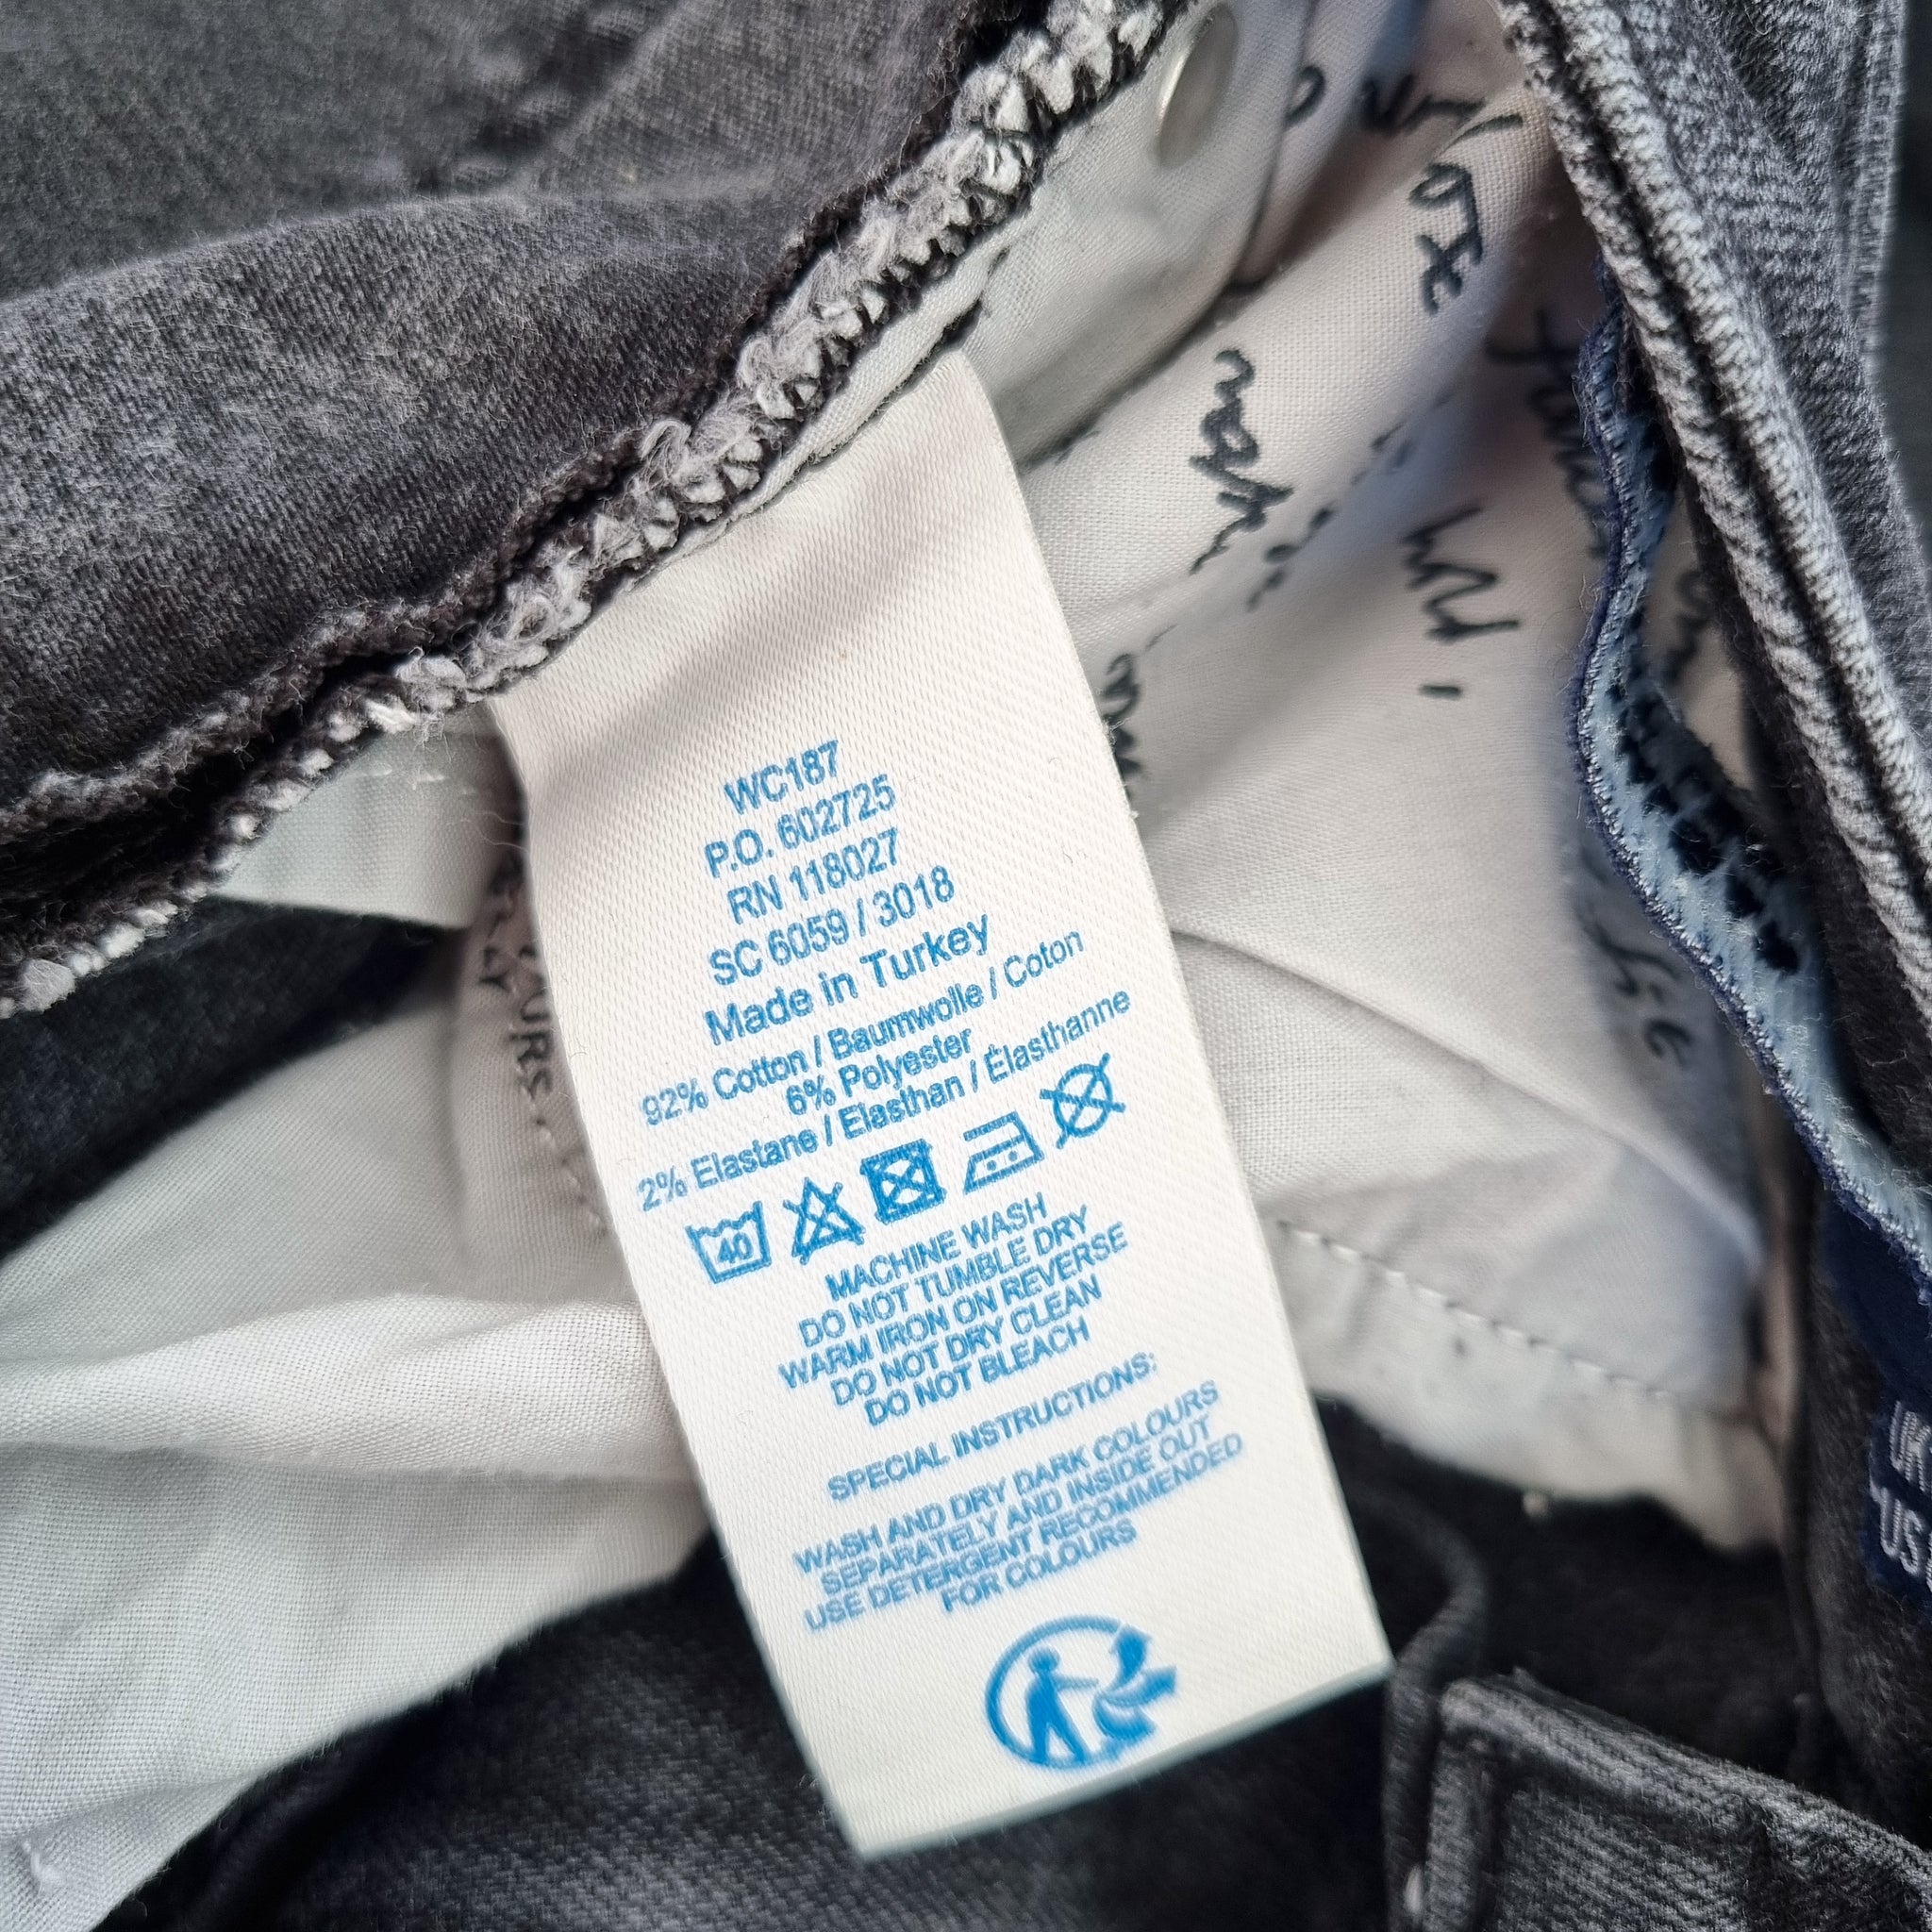 WC187
P.O. 602725
RN 118027
SC 6059 / 3018
Made in Turkey
92% Cotton / Baumwolle / Coton
6% Polyester
2% Elastane / Elasthan / Élasthanne
40
MACHINE WASH
DO NOT TUMBLE DRY
WARM IRON ON REVERSE
DO NOT DRY CLEAN
DO NOT BLEACH
SPECIAL INSTRUCTIONS:
WASH AND DRY DARK COLOURS
SEPARATELY AND INSIDE OUT
USE DETERGENT RECOMMENDED
FOR COLOURS
UK
US